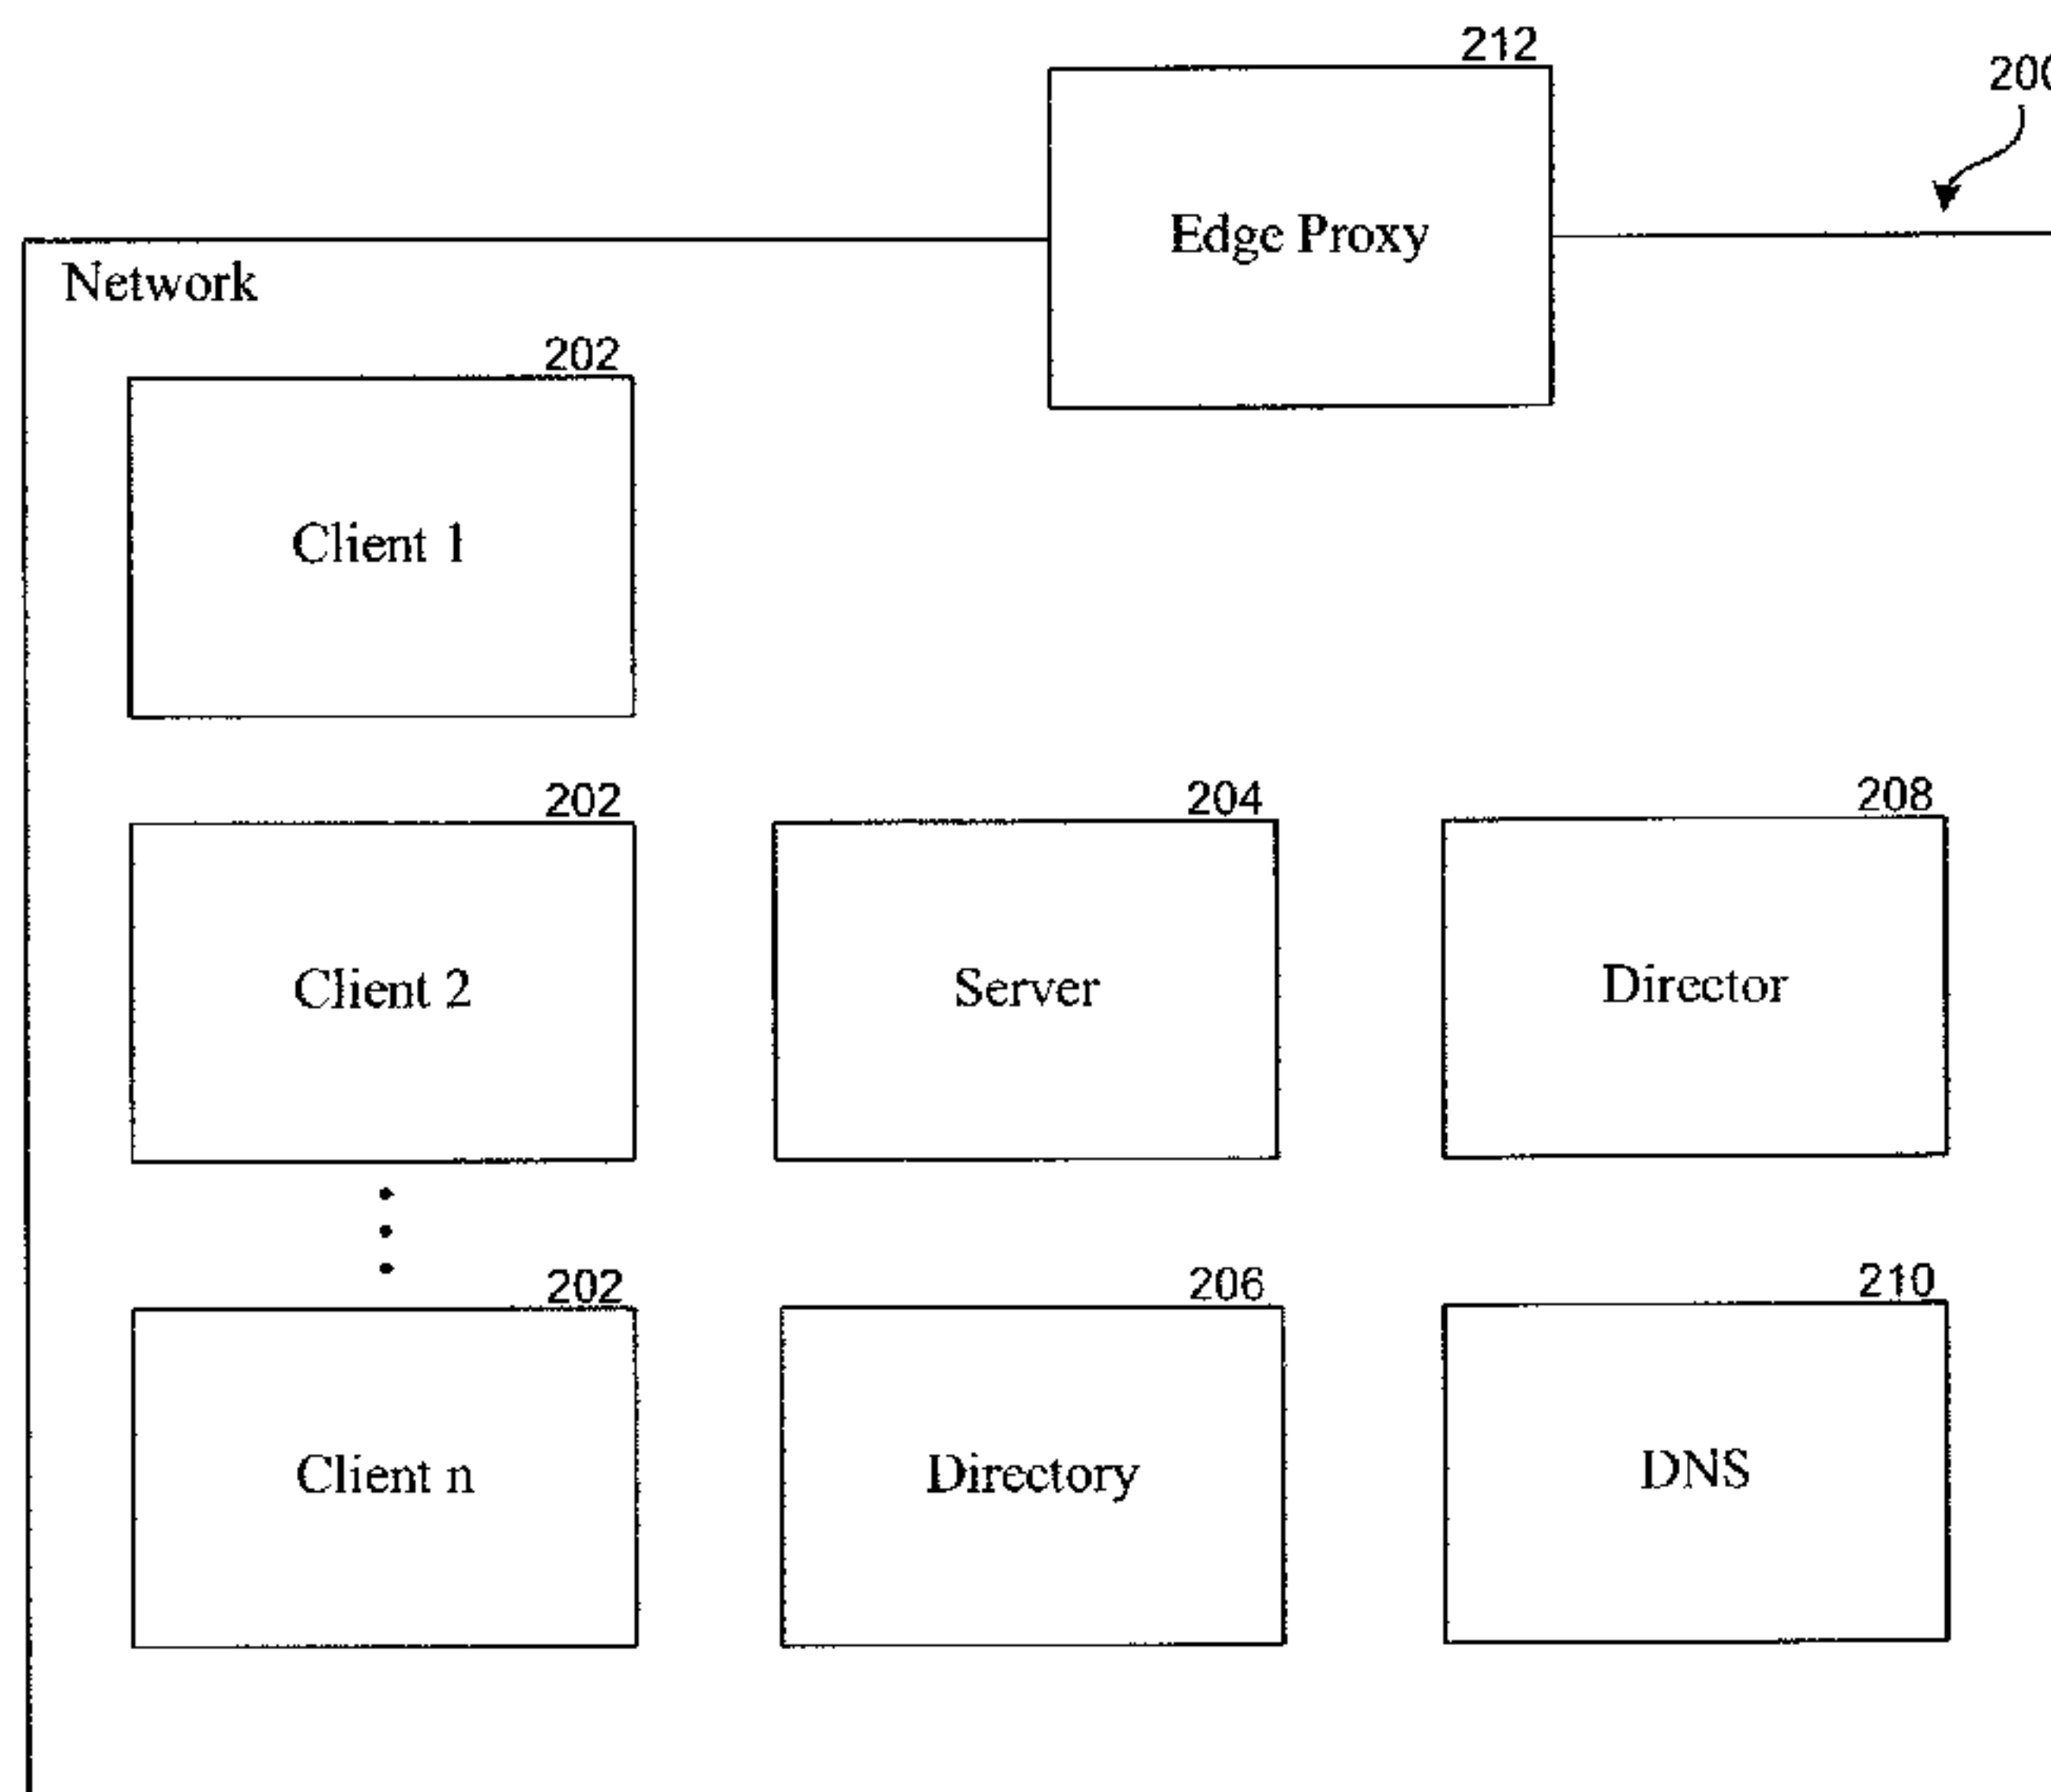 212
200
Edge Proxy
Network
202
Client 1
202
204
208
Client 2
Server
Director
202
206
210
Client n
Directory
DNS